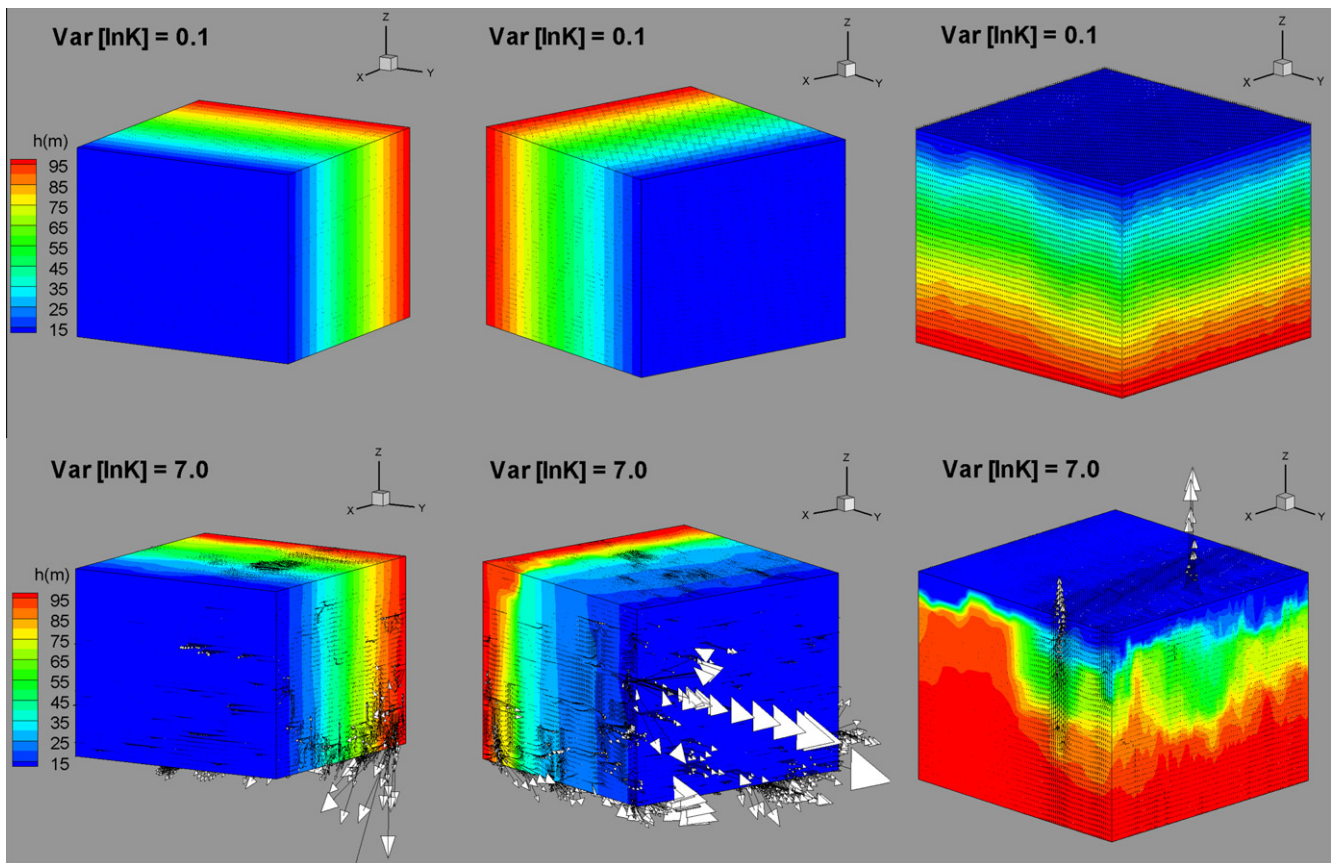 Var [lnK] = 0.1
Z
X
Y
Var [lnK] = 0.1
Z
X
Y
Var [lnK] = 0.1
Z
X
Y
h(m)
95
85
75
65
55
45
35
25
15
Var [lnK] = 7.0
Z
X
Y
Var [lnK] = 7.0
Z
X
Y
Var [lnK] = 7.0
Z
X
Y
h(m)
95
85
75
65
55
45
35
25
15